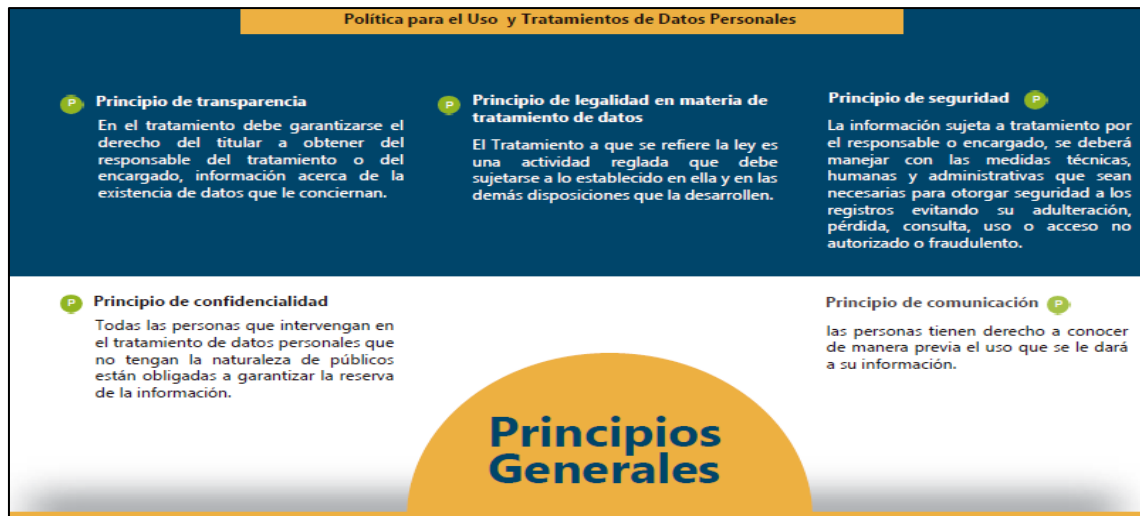 Política para el Uso y Tratamientos de Datos Personales
P
Principio de transparencia
En el tratamiento debe garantizarse el
derecho del titular a obtener del
responsable del tratamiento o del
encargado, información acerca de la
existencia de datos que le conciernan.
P
Principio de legalidad en materia de
tratamiento de datos
El Tratamiento a que se refiere la ley es
una actividad reglada que debe
sujetarse a lo establecido en ella y en las
demás disposiciones que la desarrollen.
Principio de seguridad P
La información sujeta a tratamiento por
el responsable o encargado, se deberá
manejar con las medidas técnicas,
humanas y administrativas que sean
necesarias para otorgar seguridad a los
registros evitando su adulteración,
pérdida, consulta, uso o acceso no
autorizado o fraudulento.
P
Principio de confidencialidad
Todas las personas que intervengan en
el tratamiento de datos personales que
no tengan la naturaleza de públicos
están obligadas a garantizar la reserva
de la información.
Principio de comunicación P
las personas tienen derecho a conocer
de manera previa el uso que se le dará
a su información.
Principios
Generales